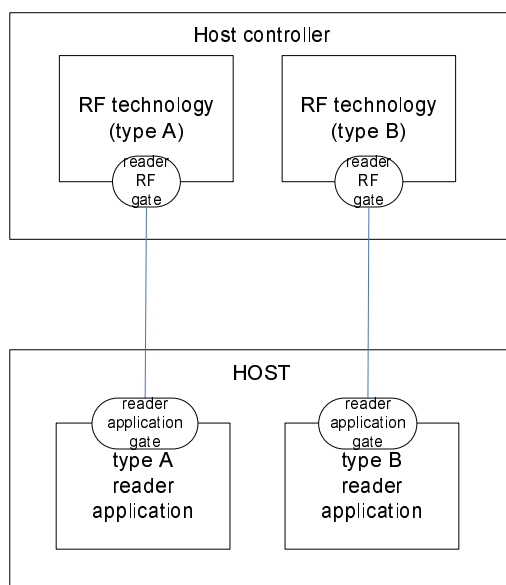 Host controller
RF technology
(type A)
reader
RF
gate
RF technology
(type B)
reader
RF
gate
HOST
reader
application
gate
type A
reader
application
reader
application
gate
type B
reader
application